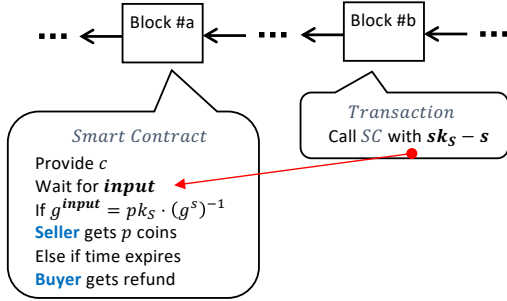 Block #a
Block #b
Smart Contract
Provide c
Wait for input
If g^input = pk_S · (g^s)^-1
Seller gets p coins
Else if time expires
Buyer gets refund
Transaction
Call SC with sk_S − s